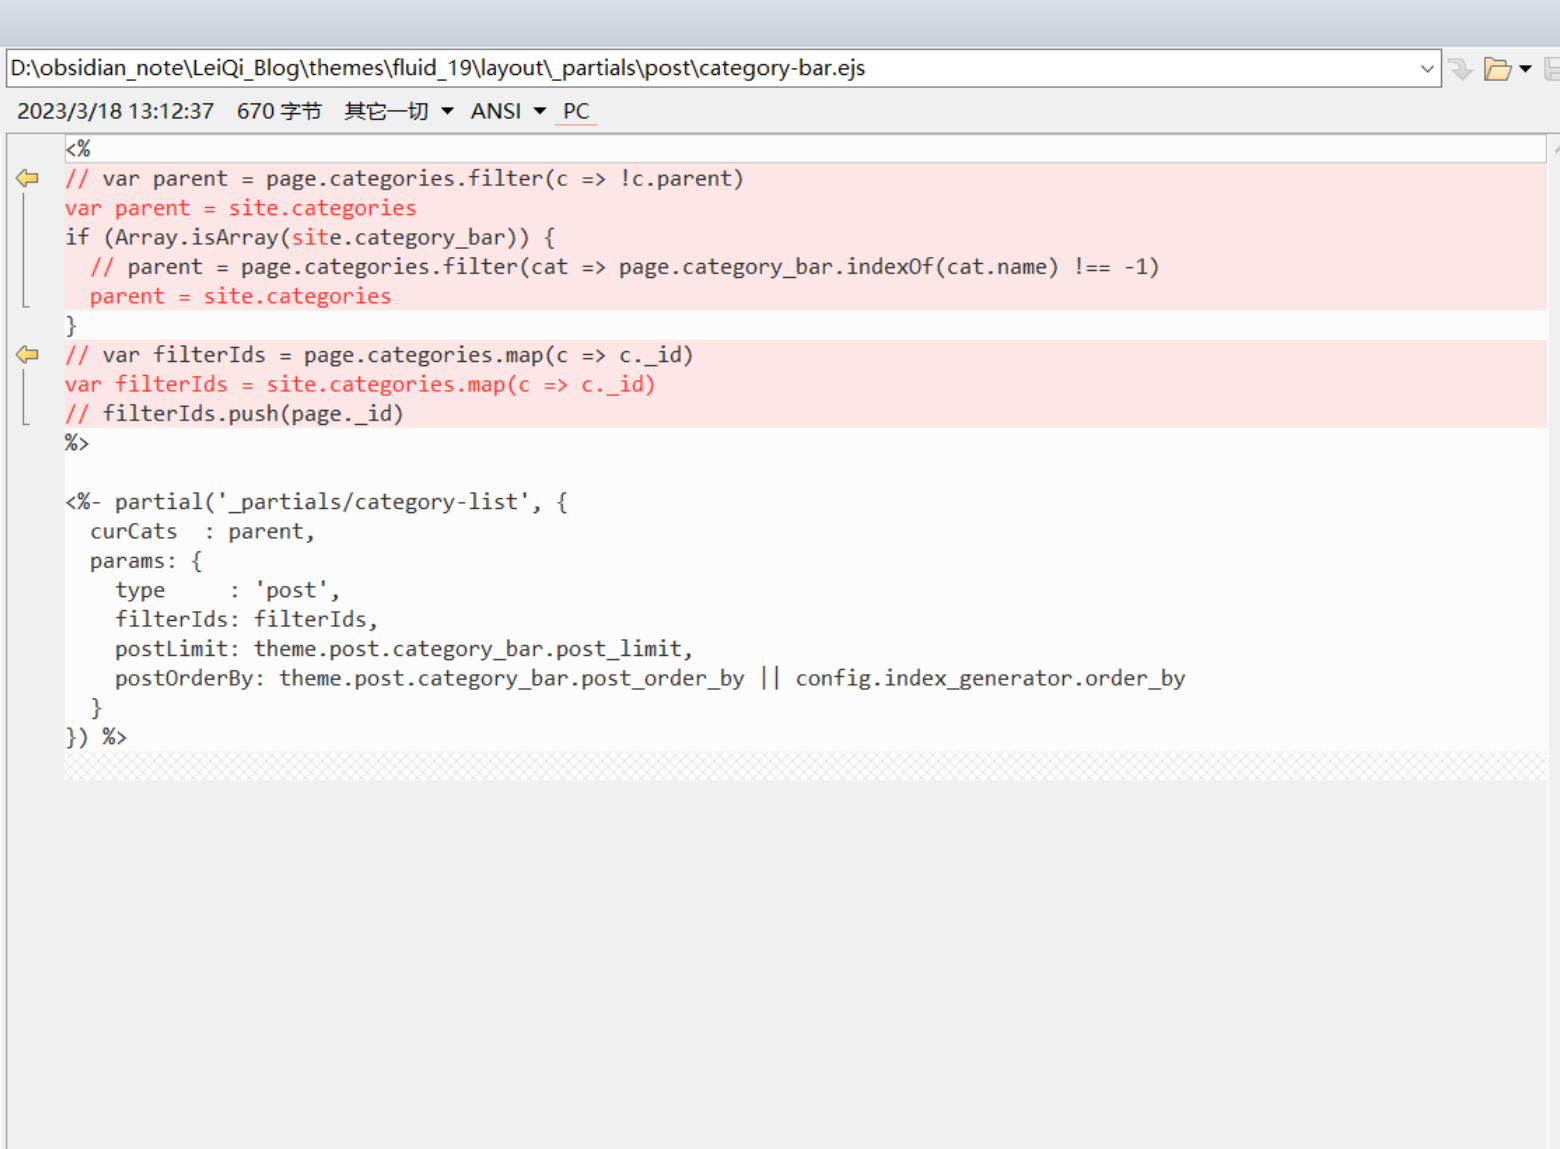 D:\obsidian_note\LeiQi_Blog\themes\fluid_19\layout\_partials\post\category-bar.ejs
2023/3/18 13:12:37 670 字节 其它一切 ANSI PC
<%
// var parent = page.categories.filter(c => !c.parent)
var parent = site.categories
if (Array.isArray(site.category_bar)) {
  // parent = page.categories.filter(cat => page.category_bar.indexOf(cat.name) !== -1)
  parent = site.categories
}
// var filterIds = page.categories.map(c => c._id)
var filterIds = site.categories.map(c => c._id)
// filterIds.push(page._id)
%>
<%- partial('_partials/category-list', {
  curCats  : parent,
  params: {
    type     : 'post',
    filterIds: filterIds,
    postLimit: theme.post.category_bar.post_limit,
    postOrderBy: theme.post.category_bar.post_order_by || config.index_generator.order_by
  }
}) %>